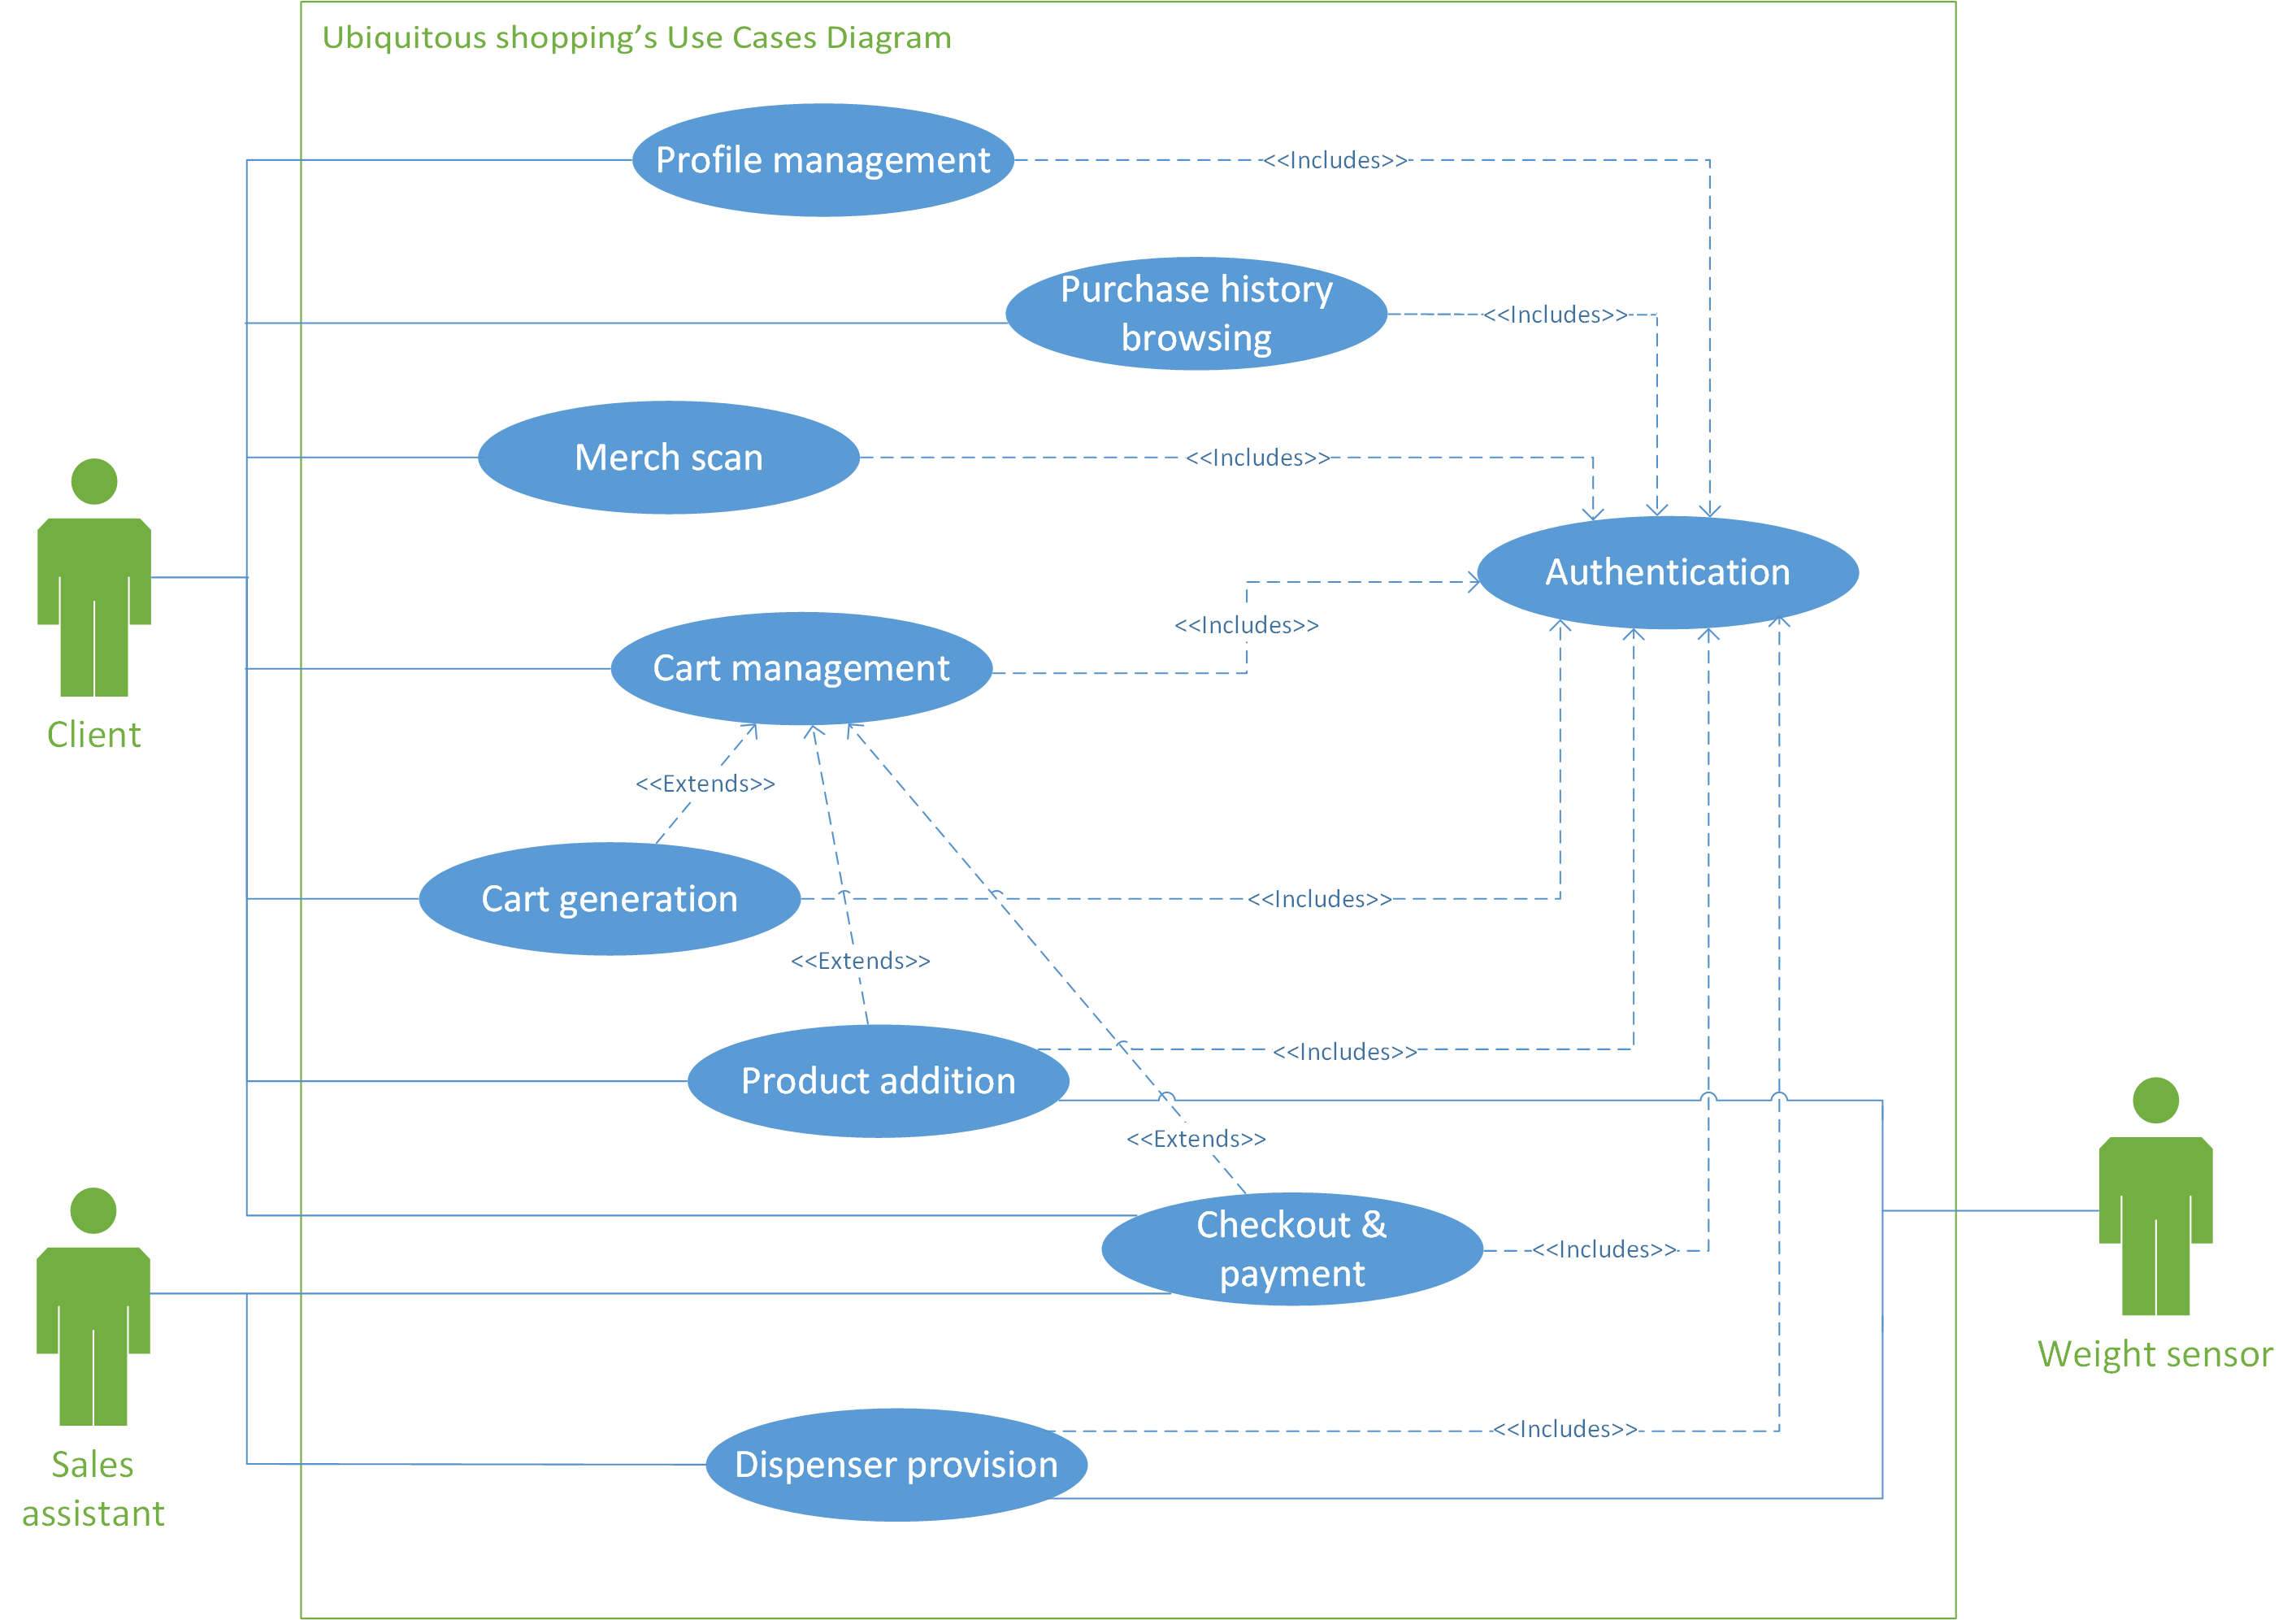 Ubiquitous shopping’s Use Cases Diagram
Profile management
<<Includes>>
Purchase history
browsing
<<Includes>>
Merch scan
<<Includes>>
Authentication
<<Includes>>
Cart management
Client
<<Extends>>
Cart generation
<<Includes>>
<<Extends>>
<<Includes>>
Product addition
<<Extends>>
Checkout &
payment
<<Includes>>
Weight sensor
<<Includes>>
Dispenser provision
Sales
assistant